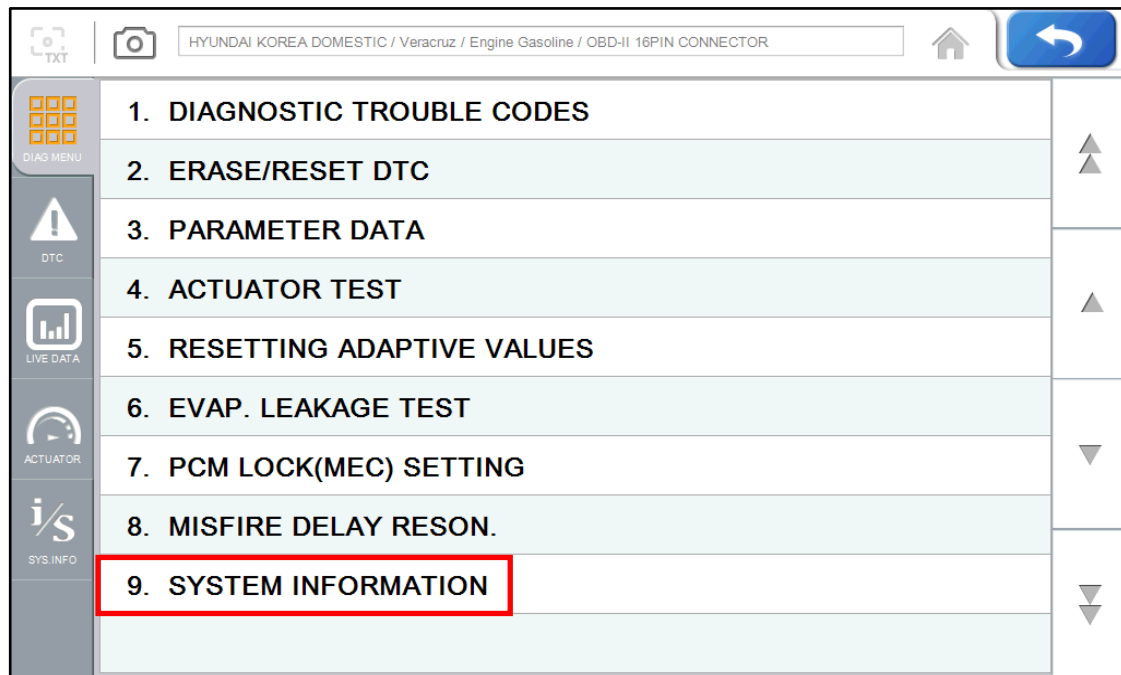 TXT
HYUNDAI KOREA DOMESTIC / Veracruz / Engine Gasoline / OBD-II 16PIN CONNECTOR
DIAG MENU
DTC
LIVE DATA
ACTUATOR
i/s
SYS.INFO
1. DIAGNOSTIC TROUBLE CODES
2. ERASE/RESET DTC
3. PARAMETER DATA
4. ACTUATOR TEST
5. RESETTING ADAPTIVE VALUES
6. EVAP. LEAKAGE TEST
7. PCM LOCK(MEC) SETTING
8. MISFIRE DELAY RESON.
9. SYSTEM INFORMATION